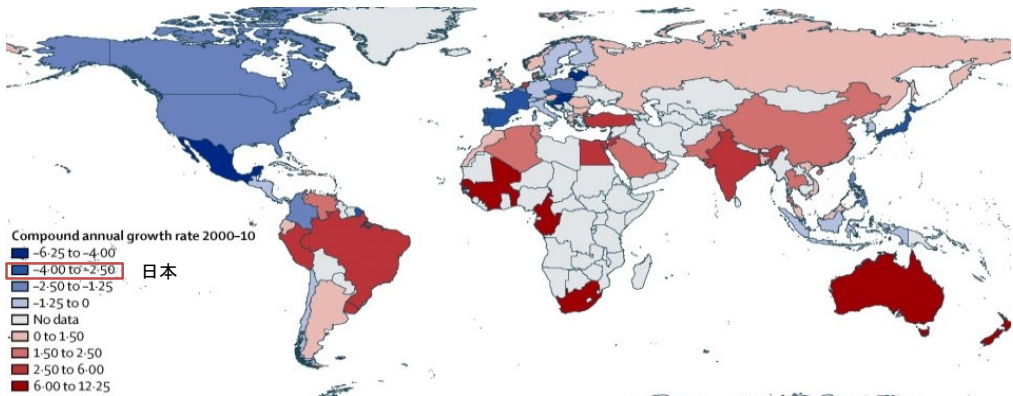 Compound annual growth rate 2000–10
–6·25 to –4·00
–4·00 to –2·50 日本
–2·50 to –1·25
–1·25 to 0
No data
0 to 1·50
1·50 to 2·50
2·50 to 6·00
6·00 to 12·25